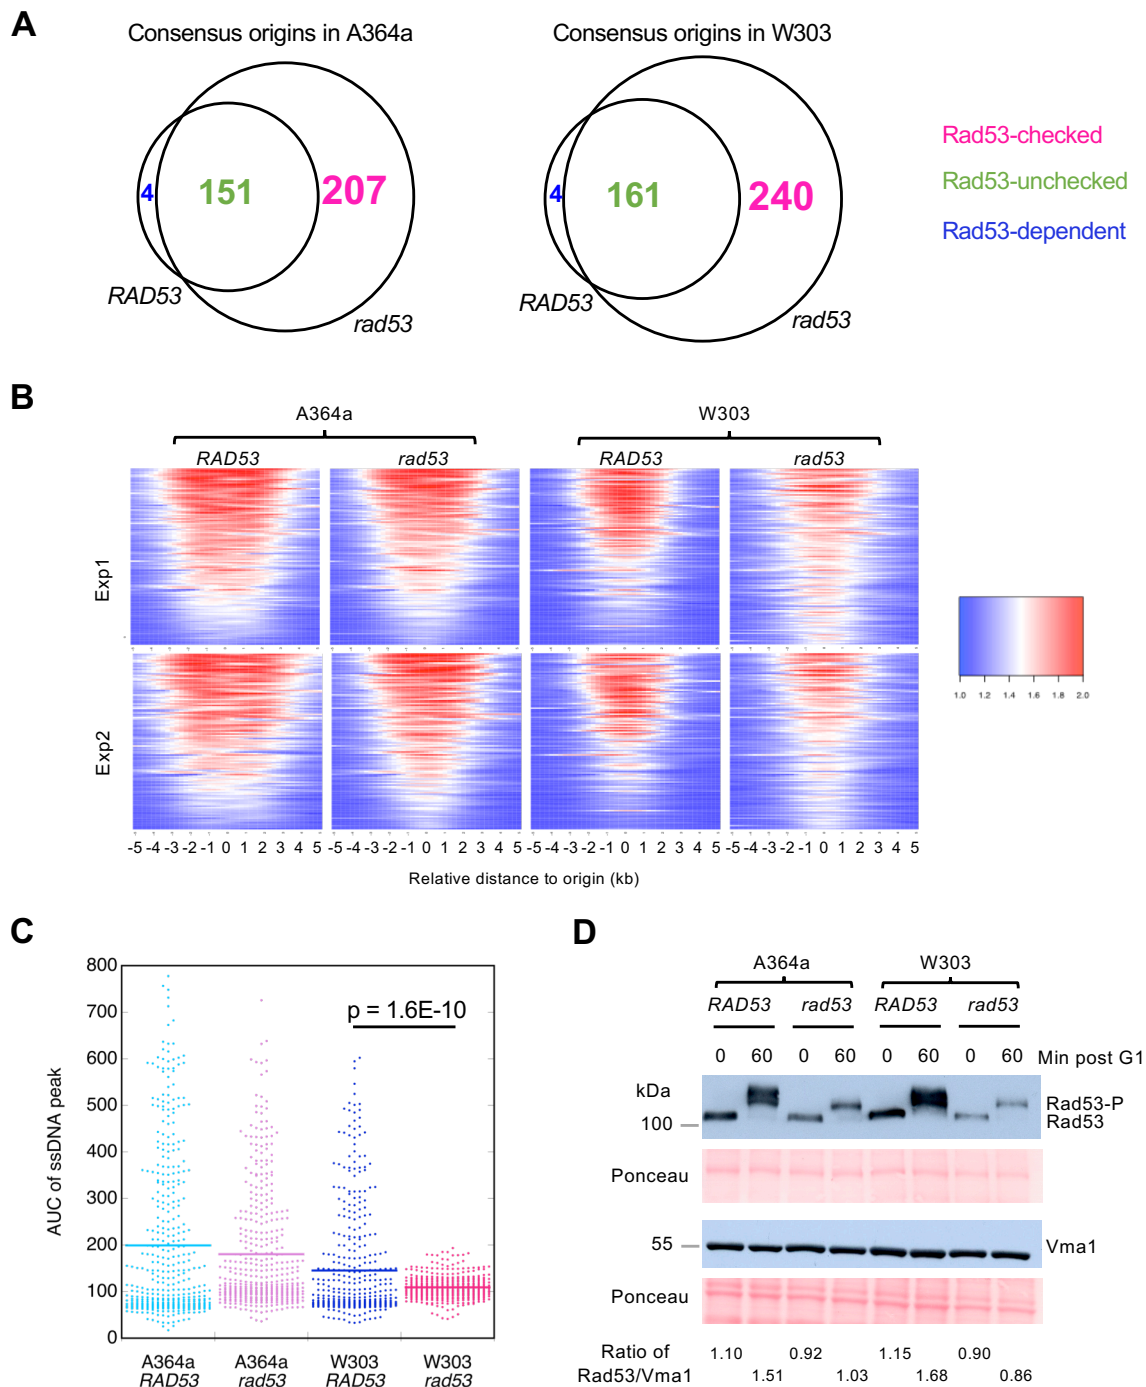 A
Consensus origins in A364a
Consensus origins in W303
4
151
207
4
161
240
RAD53
rad53
RAD53
rad53
Rad53-checked
Rad53-unchecked
Rad53-dependent
B
A364a
W303
RAD53
rad53
RAD53
rad53
Exp1
Exp2
1.0 1.2 1.4 1.6 1.8 2.0
-5 -4 -3 -2 -1 0 1 2 3 4 5
-5 -4 -3 -2 -1 0 1 2 3 4 5
-5 -4 -3 -2 -1 0 1 2 3 4 5
-5 -4 -3 -2 -1 0 1 2 3 4 5
Relative distance to origin (kb)
C
AUC of ssDNA peak
800
700
600
500
400
300
200
100
0
p = 1.6E-10
A364a
RAD53
A364a
rad53
W303
RAD53
W303
rad53
D
A364a
W303
RAD53
rad53
RAD53
rad53
0 60 0 60 0 60 0 60 Min post G1
kDa
100
Rad53-P
Rad53
Ponceau
55
Vma1
Ponceau
Ratio of
Rad53/Vma1
1.10 0.92 1.15 0.90
1.51 1.03 1.68 0.86